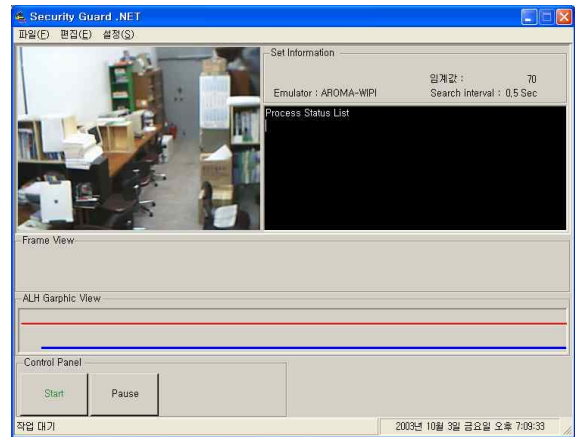 Security Guard .NET
파일(F) 편집(E) 설정(S)
Set Information
임계값 : 70
Emulator : AROMA-WIPI Search interval : 0,5 Sec
Process Status List
Frame View
ALH Garphic View
Control Panel
Start Pause
작업 대기 2003년 10월 3일 금요일 오후 7:09:33